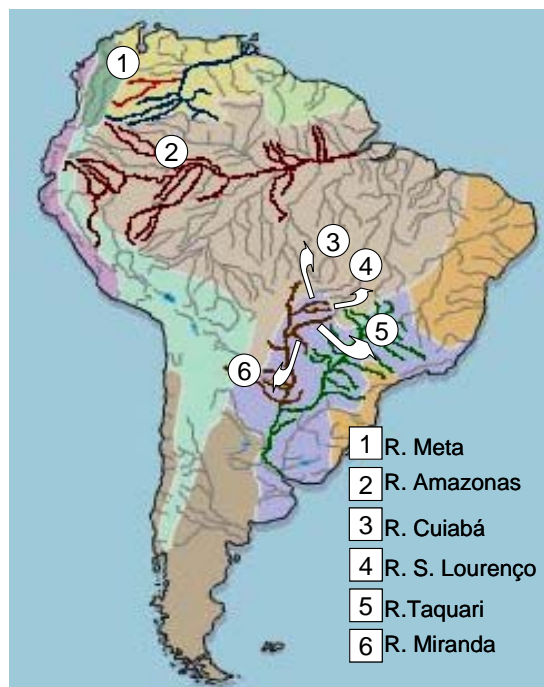 1
2
3
4
5
6
1 R. Meta
2 R. Amazonas
3 R. Cuiabá
4 R. S. Lourenço
5 R.Taquari
6 R. Miranda